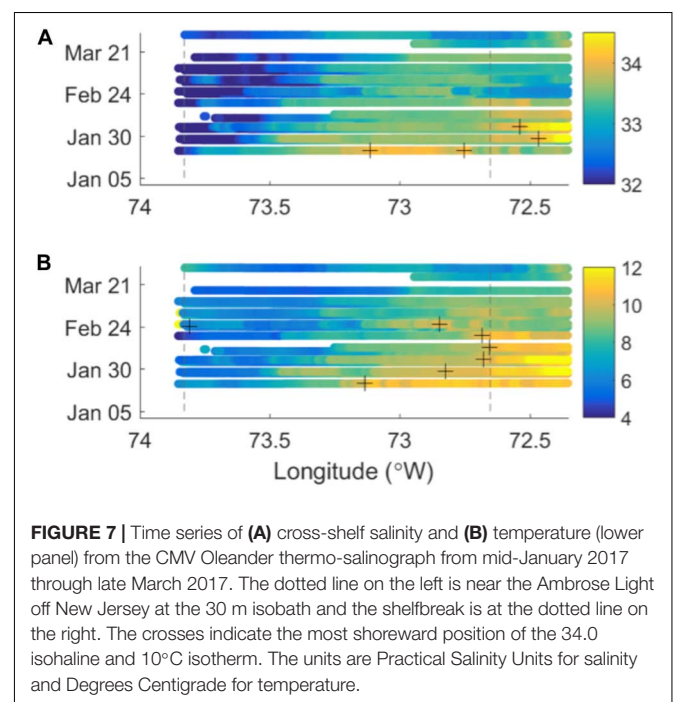 A
Mar 21
Feb 24
Jan 30
Jan 05
74
73.5
73
72.5
34
33
32
B
Mar 21
Feb 24
Jan 30
Jan 05
74
73.5
73
72.5
12
10
8
6
4
Longitude (°W)
FIGURE 7 | Time series of (A) cross-shelf salinity and (B) temperature (lower
panel) from the CMV Oleander thermo-salinograph from mid-January 2017
through late March 2017. The dotted line on the left is near the Ambrose Light
off New Jersey at the 30 m isobath and the shelfbreak is at the dotted line on
the right. The crosses indicate the most shoreward position of the 34.0
isohaline and 10°C isotherm. The units are Practical Salinity Units for salinity
and Degrees Centigrade for temperature.